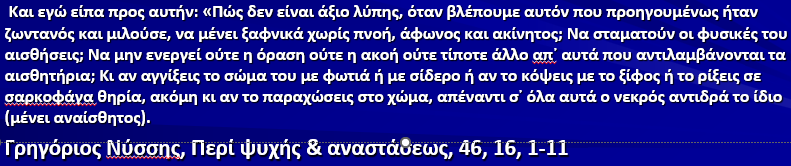 Και εγώ είπα προς αυτήν: «Πώς δεν είναι άξιο λύπης, όταν βλέπουμε αυτόν που προηγουμένως ήταν
ζωντανός και μιλούσε, να μένει ξαφνικά χωρίς πνοή, άφωνος και ακίνητος; Να σταματούν οι φυσικές του
αισθήσεις; Να μην ενεργεί ούτε η όραση ούτε η ακοή ούτε τίποτε άλλο απ΄ αυτά που αντιλαμβάνονται τα
αισθητήρια; Κι αν αγγίξεις το σώμα του με φωτιά ή με σίδερο ή αν το κόψεις με το ξίφος ή το ρίξεις σε
σαρκοφάγα θηρία, ακόμη κι αν το παραχώσεις στο χώμα, απέναντι σ΄ όλα αυτά ο νεκρός αντιδρά το ίδιο
(μένει αναίσθητος).
Γρηγόριος Νύσσης, Περί ψυχής & αναστάσεως, 46, 16, 1-11